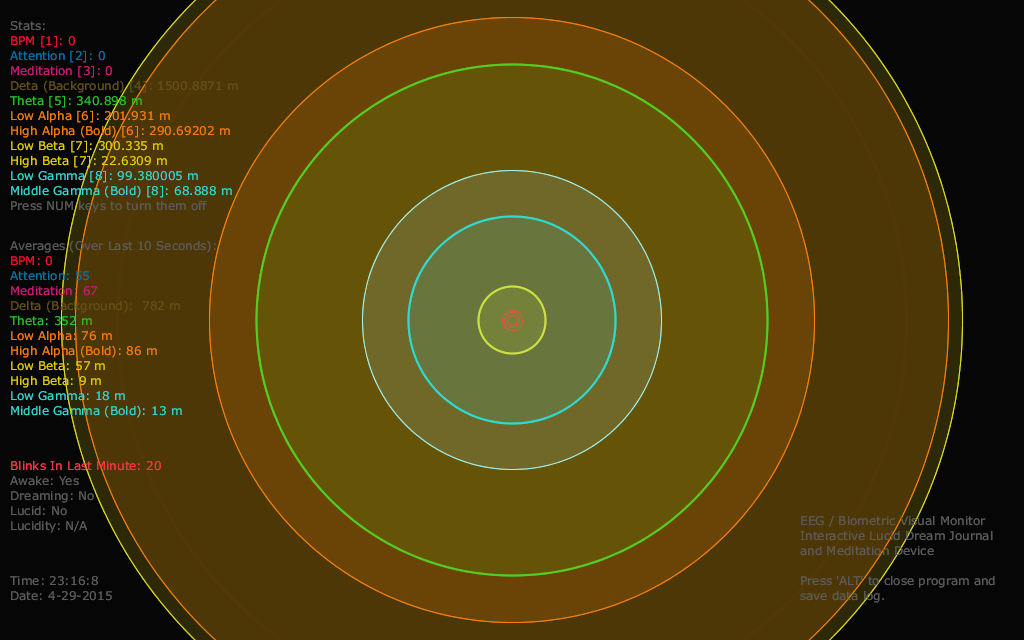 Stats:
BPM [1]: 0
Attention [2]: 0
Meditation [3]: 0
Deta (Background) [4]: 1500.8871 m
Theta [5]: 340.898 m
Low Alpha [6]: 201.931 m
High Alpha (Bold) [6]: 290.69202 m
Low Beta [7]: 300.335 m
High Beta [7]: 22.6309 m
Low Gamma [8]: 99.380005 m
Middle Gamma (Bold) [8]: 68.888 m
Press NUM keys to turn them off
Averages (Over Last 10 Seconds):
BPM: 0
Attention: 55
Meditation: 67
Delta (Background): 782 m
Theta: 352 m
Low Alpha: 76 m
High Alpha (Bold): 86 m
Low Beta: 57 m
High Beta: 9 m
Low Gamma: 18 m
Middle Gamma (Bold): 13 m
Blinks In Last Minute: 20
Awake: Yes
Dreaming: No
Lucid: No
Lucidity: N/A
Time: 23:16:8
Date: 4-29-2015
EEG / Biometric Visual Monitor
Interactive Lucid Dream Journal
and Meditation Device
Press 'ALT' to close program and
save data log.